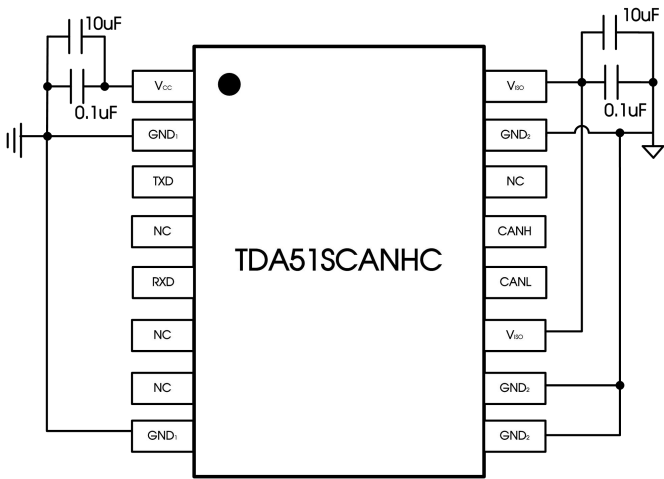 10uF
0.1uF
10uF
0.1uF
Vcc
GND₁
TXD
NC
RXD
NC
NC
GND₁
TDA51SCANHC
VISO
GND₂
NC
CANH
CANL
VISO
GND₂
GND₂